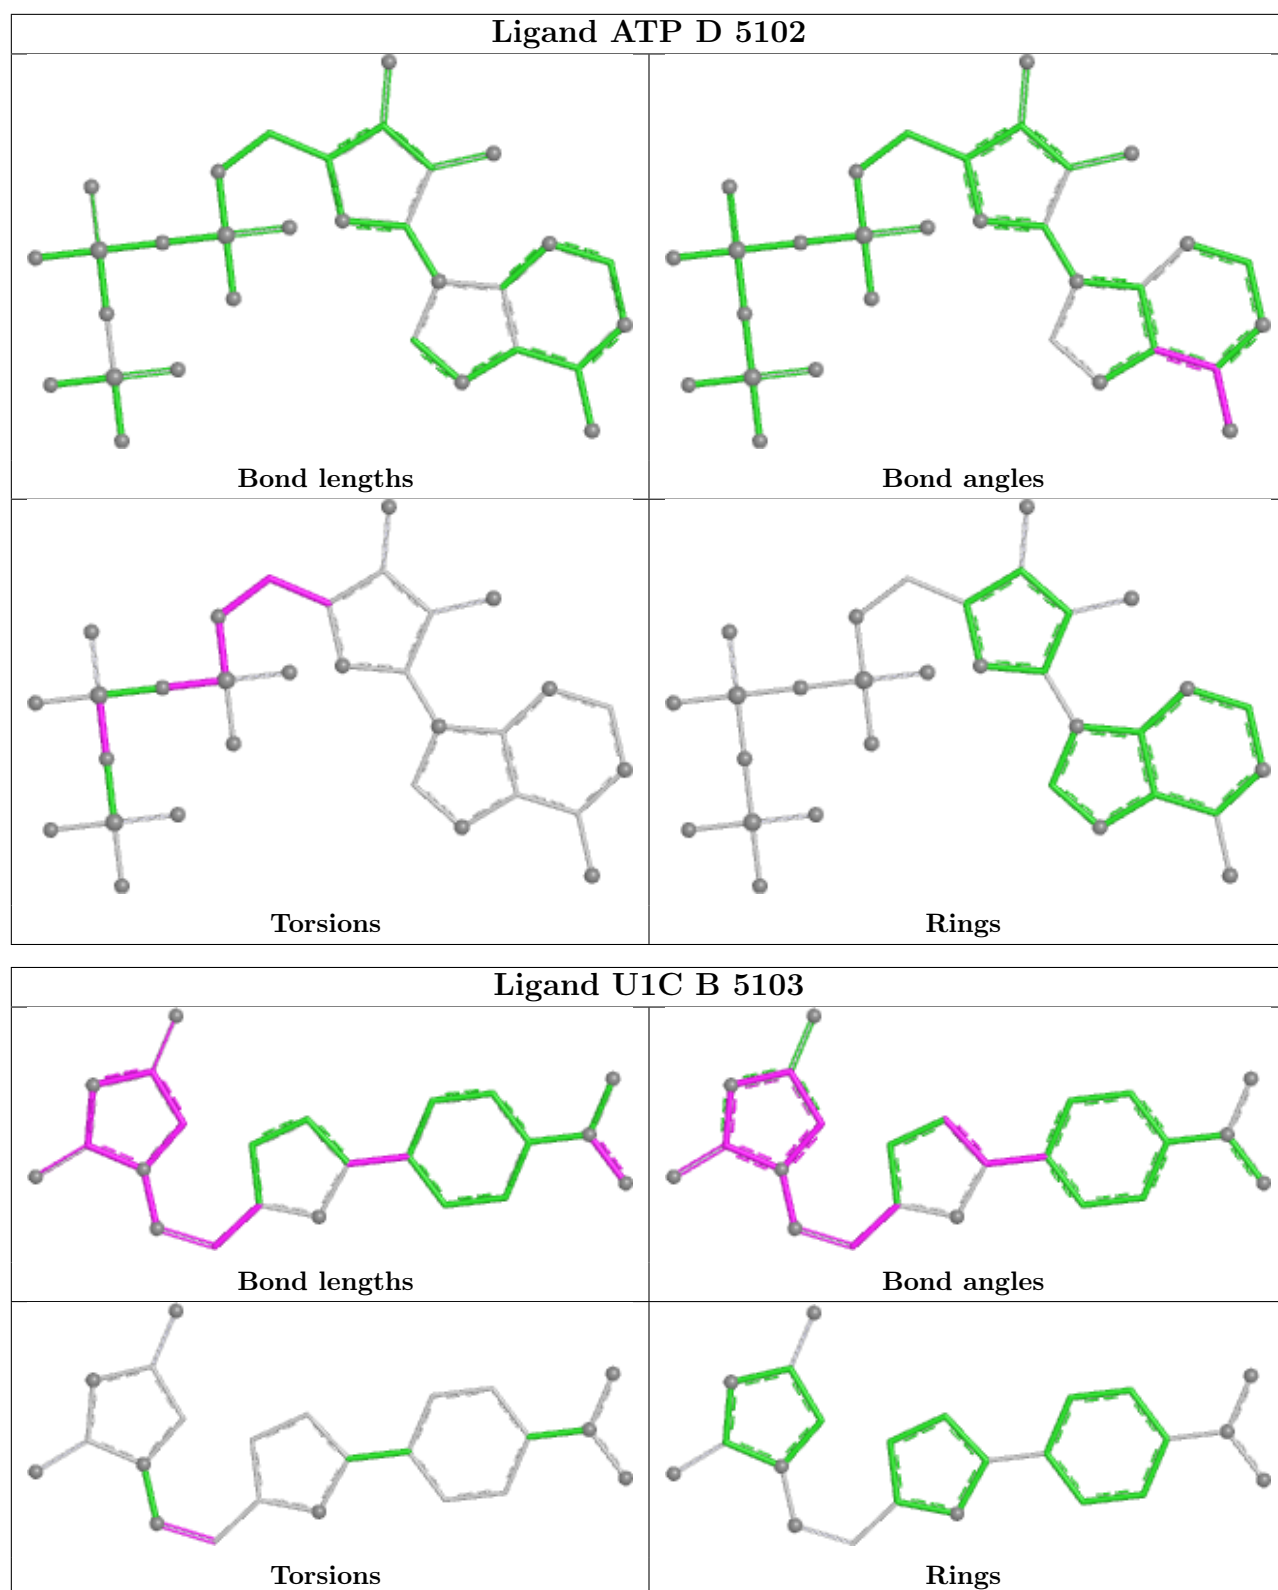 Ligand ATP D 5102
Bond lengths
Bond angles
Torsions
Rings
Ligand U1C B 5103
Bond lengths
Bond angles
Torsions
Rings